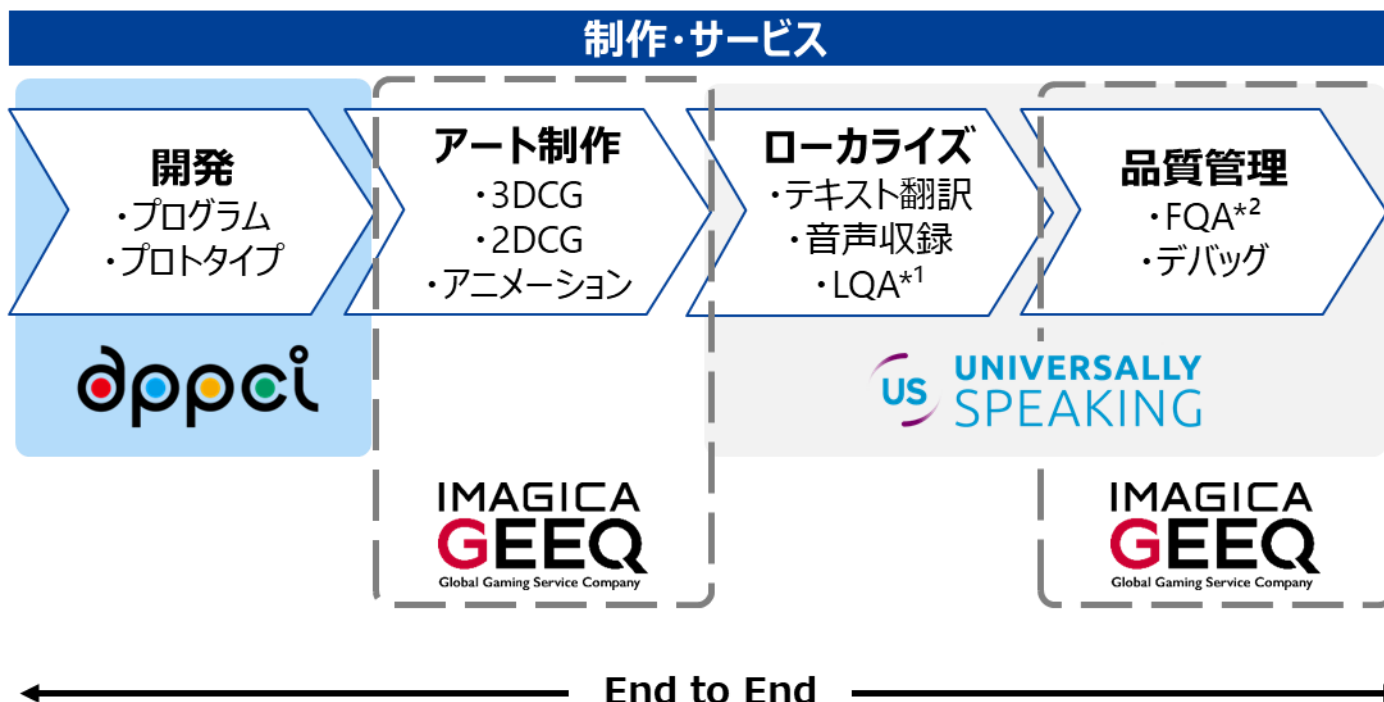 制作・サービス
開発
・プログラム
・プロトタイプ
アート制作
・3DCG
・2DCG
・アニメーション
ローカライズ
・テキスト翻訳
・音声収録
・LQA*1
品質管理
・FQA*2
・デバッグ
appci
US UNIVERSALLY
SPEAKING
IMAGICA
GEEQ
Global Gaming Service Company
IMAGICA
GEEQ
Global Gaming Service Company
End to End